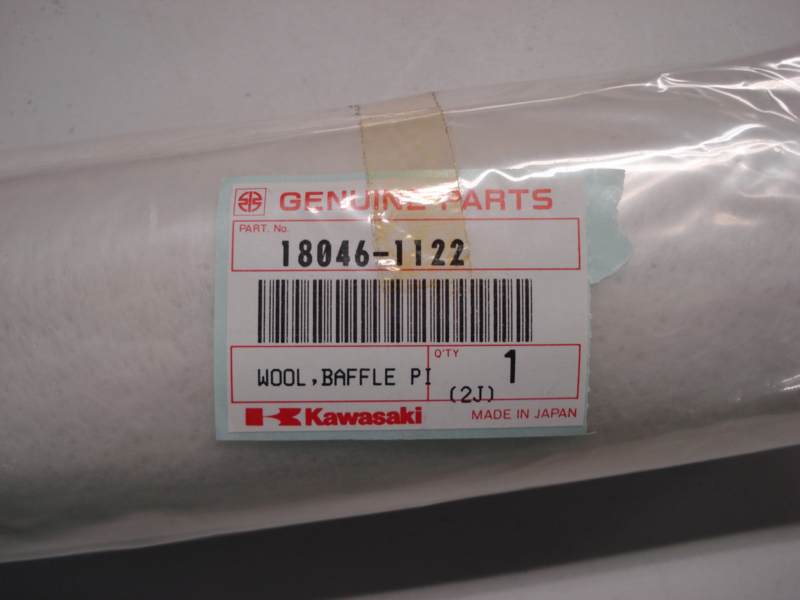 GENUINE PARTS
PART. No.
18046-1122
WOOL,BAFFLE PI
Q'TY
1
(2J)
Kawasaki
MADE IN JAPAN